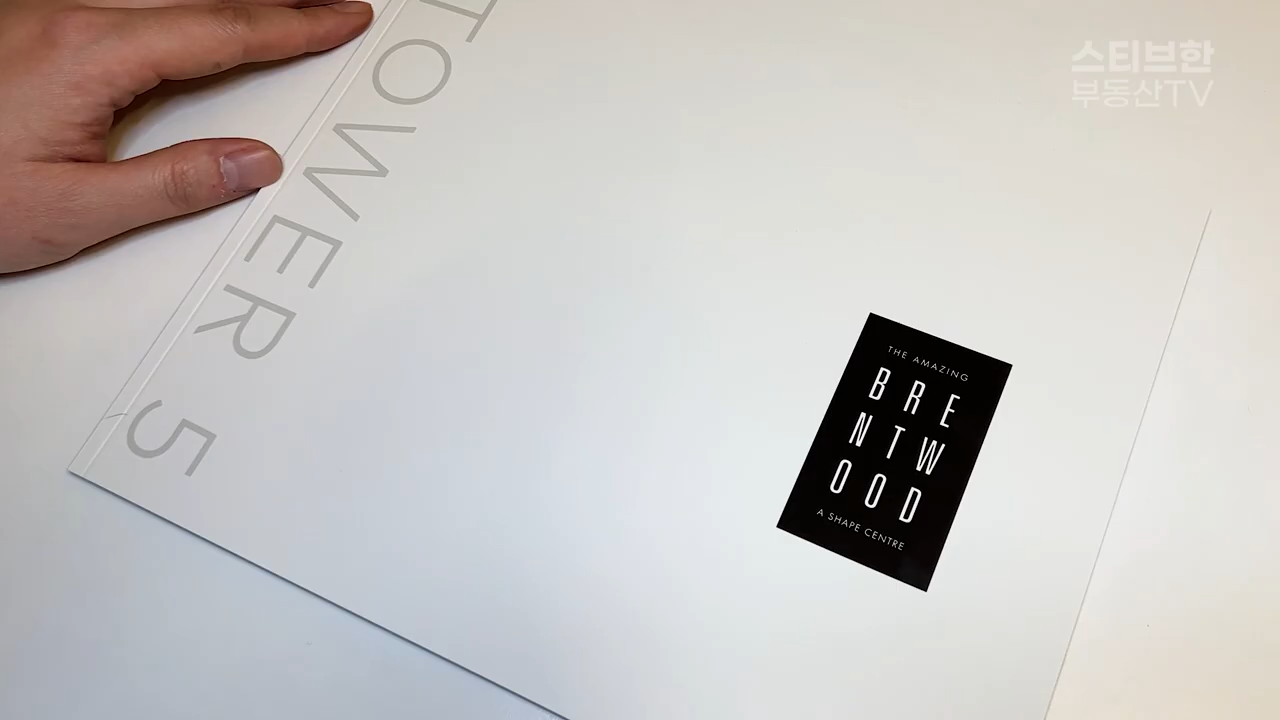 스티브한
부동산TV
TOWER 5
THE AMAZING
BRE
NTW
OOD
A SHAPE CENTRE